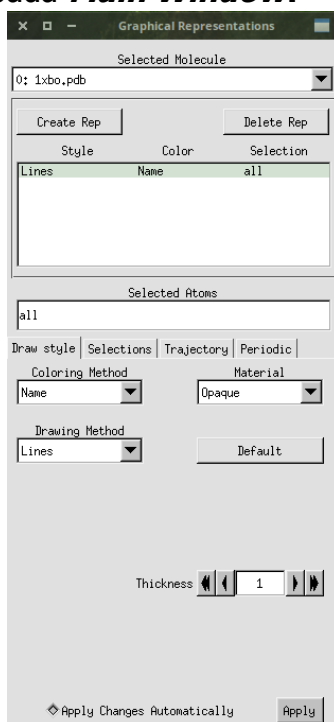 Graphical Representations
Selected Molecule
0: 1xbo.pdb
Create Rep Delete Rep
Style Color Selection
Lines Name all
Selected Atoms
all
Draw style Selections Trajectory Periodic
Coloring Method Material
Name Opaque
Drawing Method
Lines Default
Thickness 1
Apply Changes Automatically Apply